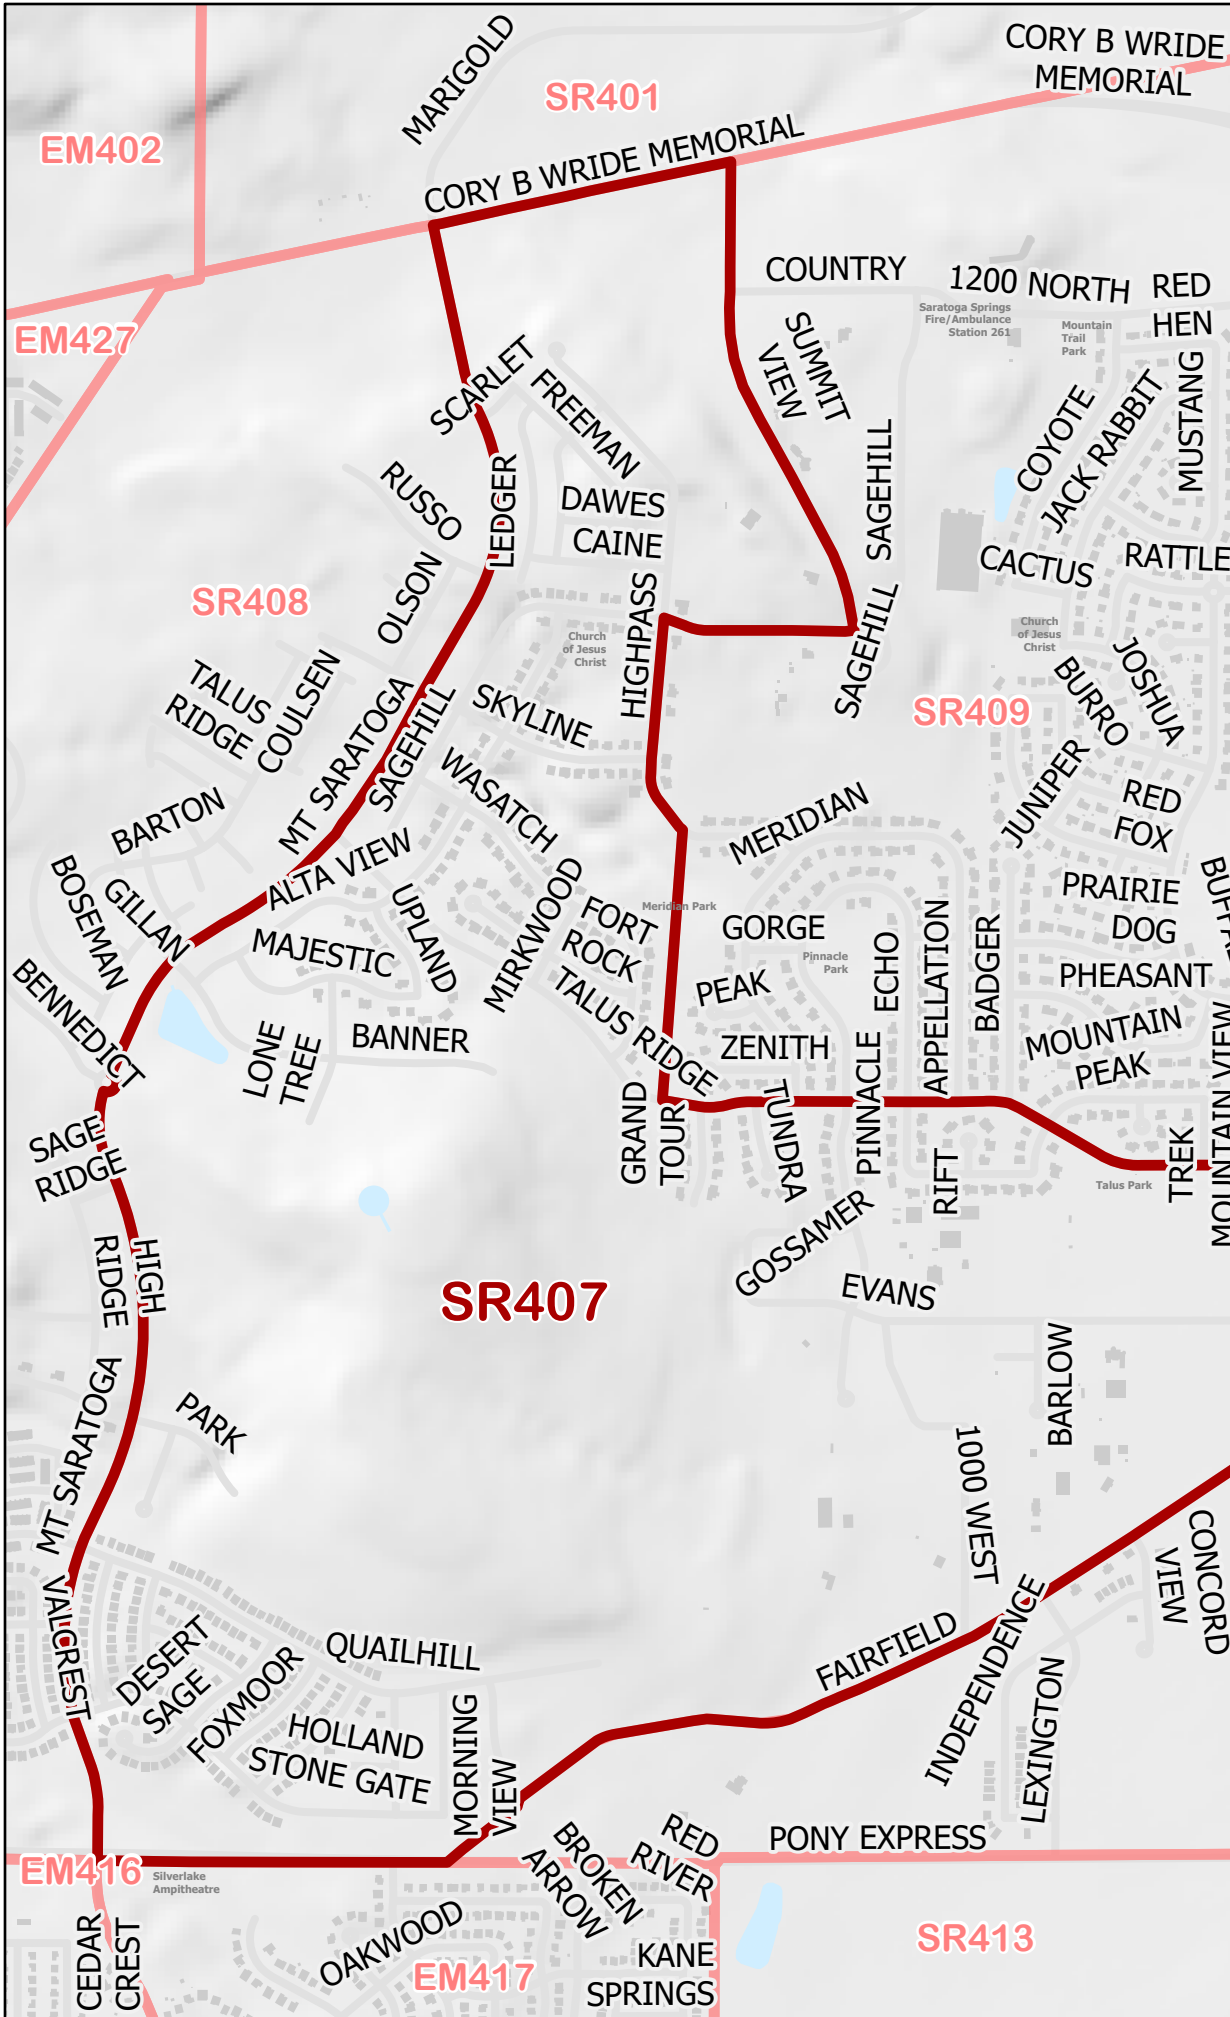 CORY B WRIDE
MEMORIAL
MARIGOLD
SR401
EM402
CORY B WRIDE MEMORIAL
COUNTRY
1200 NORTH
RED
HEN
EM427
Saratoga Springs
Fire/Ambulance
Station 261
Mountain
Trail
Park
SUMMIT
VIEW
SCARLET
FREEMAN
COYOTE
JACK RABBIT
MUSTANG
RUSSO
LEDGER
DAWES
CAINE
SAGEHILL
CACTUS
RATTLE
SR408
OLSON
HIGHPASS
Church
of Jesus
Christ
Church
of Jesus
Christ
SAGEHILL
SR409
BURRO
JOSHUA
TALUS
RIDGE
COULSEN
MT SARATOGA
SAGEHILL
SKYLINE
WASATCH
JUNIPER
RED
FOX
BARTON
MERIDIAN
BOSEMAN
GILLAN
ALTA VIEW
UPLAND
MIRKWOOD
FORT
ROCK
Meridian Park
GORGE
Pinnacle
Park
ECHO
APPELLATION
BADGER
PRAIRIE
DOG
BUFFAL
PHEASANT
MAJESTIC
BENNEDICT
LONE
TREE
BANNER
TALUS RIDGE
PEAK
ZENITH
MOUNTAIN
PEAK
MOUNTAIN VIEW
GRAND
TOUR
TUNDRA
PINNACLE
RIFT
TREK
Talus Park
SAGE
RIDGE
HIGH
RIDGE
SR407
GOSSAMER
EVANS
BARLOW
MT SARATOGA
PARK
1000 WEST
CONCORD
VIEW
VALCREST
DESERT
SAGE
FOXMOOR
QUAILHILL
HOLLAND
STONE GATE
MORNING
VIEW
FAIRFIELD
INDEPENDENCE
LEXINGTON
PONY EXPRESS
RED
RIVER
BROKEN
ARROW
EM416
Silverlake
Ampitheatre
CEDAR
CREST
OAKWOOD
EM417
KANE
SPRINGS
SR413